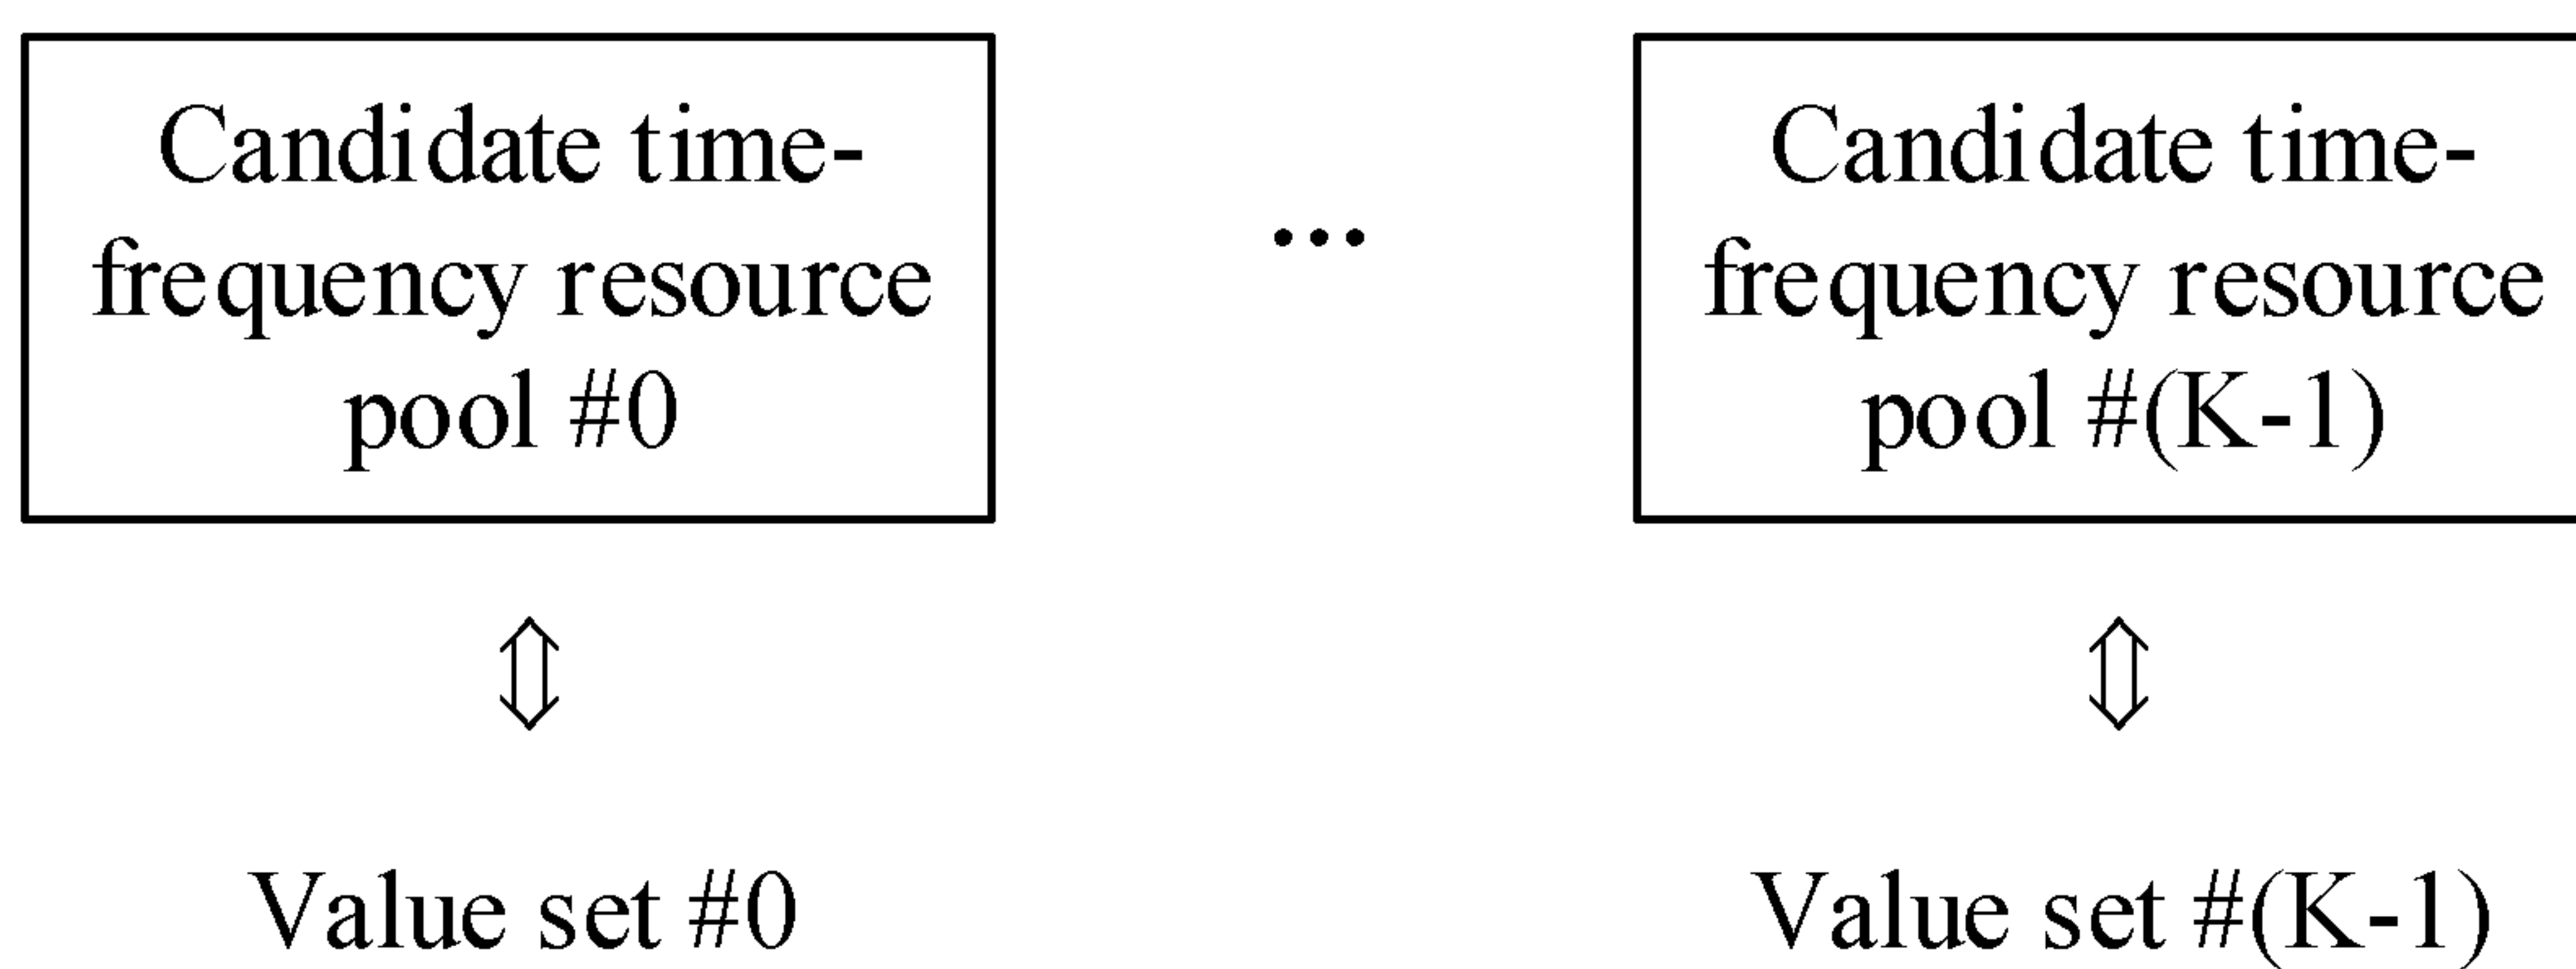 Candidate time-
frequency resource
pool #0
...
Candidate time-
frequency resource
pool #(K-1)
Value set #0
Value set #(K-1)